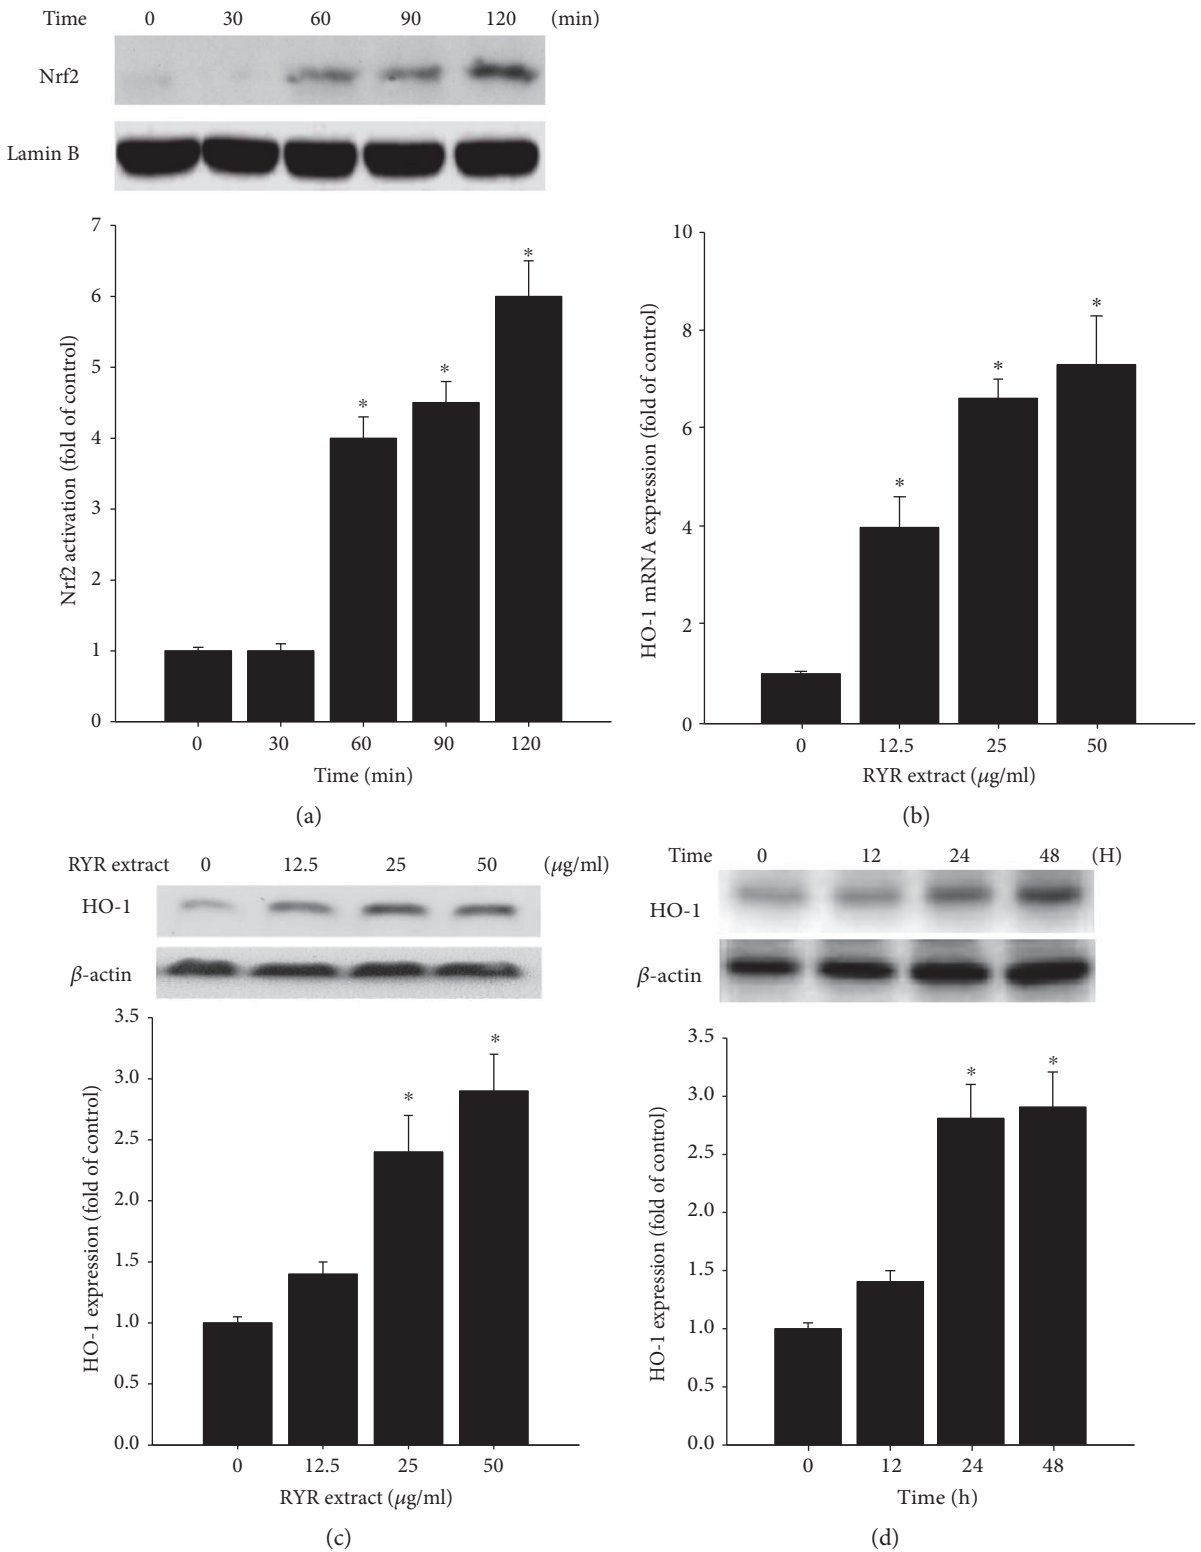 Time 0 30 60 90 120 (min)
Nrf2
Lamin B
7
6
5
4
3
2
1
0
Nrf2 activation (fold of control)
* * *
0 30 60 90 120
Time (min)
(a)
10
8
6
4
2
0
HO-1 mRNA expression (fold of control)
* * *
0 12.5 25 50
RYR extract (μg/ml)
(b)
RYR extract 0 12.5 25 50 (μg/ml)
HO-1
β-actin
3.5
3.0
2.5
2.0
1.5
1.0
0.5
0.0
HO-1 expression (fold of control)
* *
0 12.5 25 50
RYR extract (μg/ml)
(c)
Time 0 12 24 48 (H)
HO-1
β-actin
3.5
3.0
2.5
2.0
1.5
1.0
0.5
0.0
HO-1 expression (fold of control)
* *
0 12 24 48
Time (h)
(d)